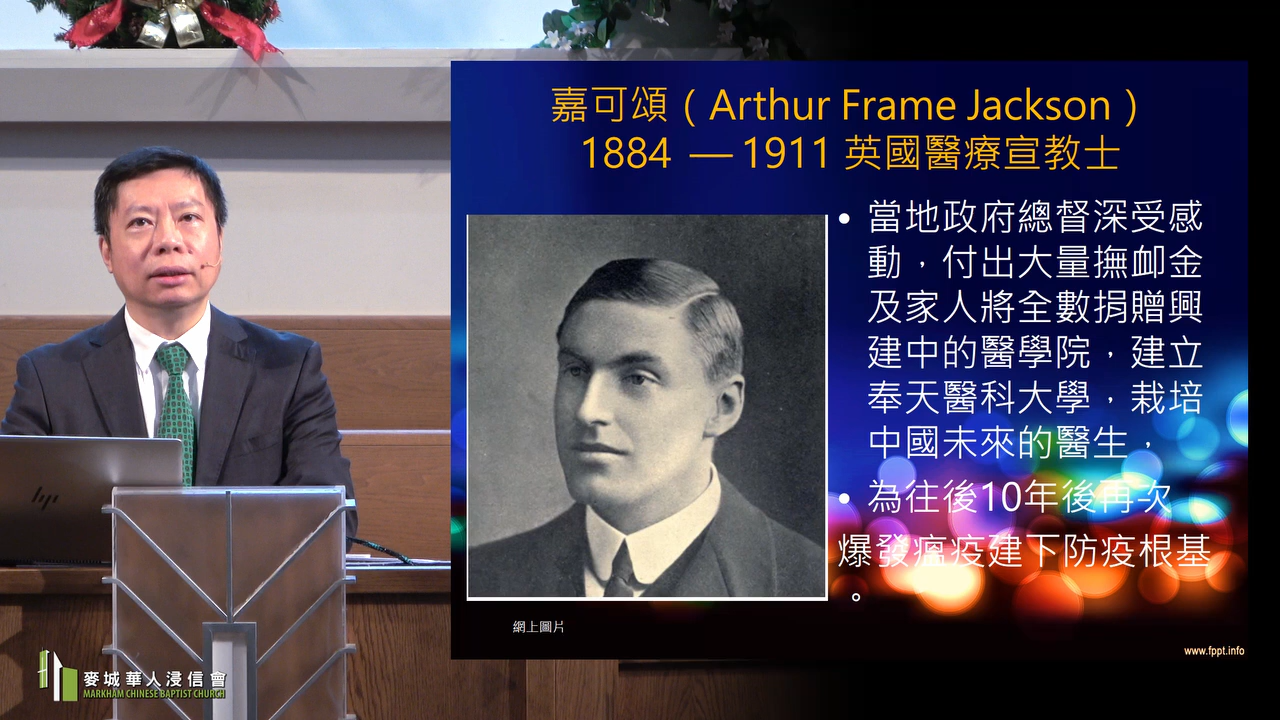 嘉可頌（Arthur Frame Jackson）
1884 — 1911 英國醫療宣教士
• 當地政府總督深受感
動，付出大量撫卹金
及家人將全數捐贈興
建中的醫學院，建立
奉天醫科大學，栽培
中國未來的醫生，
• 為往後10年後再次
爆發瘟疫建下防疫根基
。
網上圖片
www.fppt.info
hp
麥城華人浸信會
MARKHAM CHINESE BAPTIST CHURCH